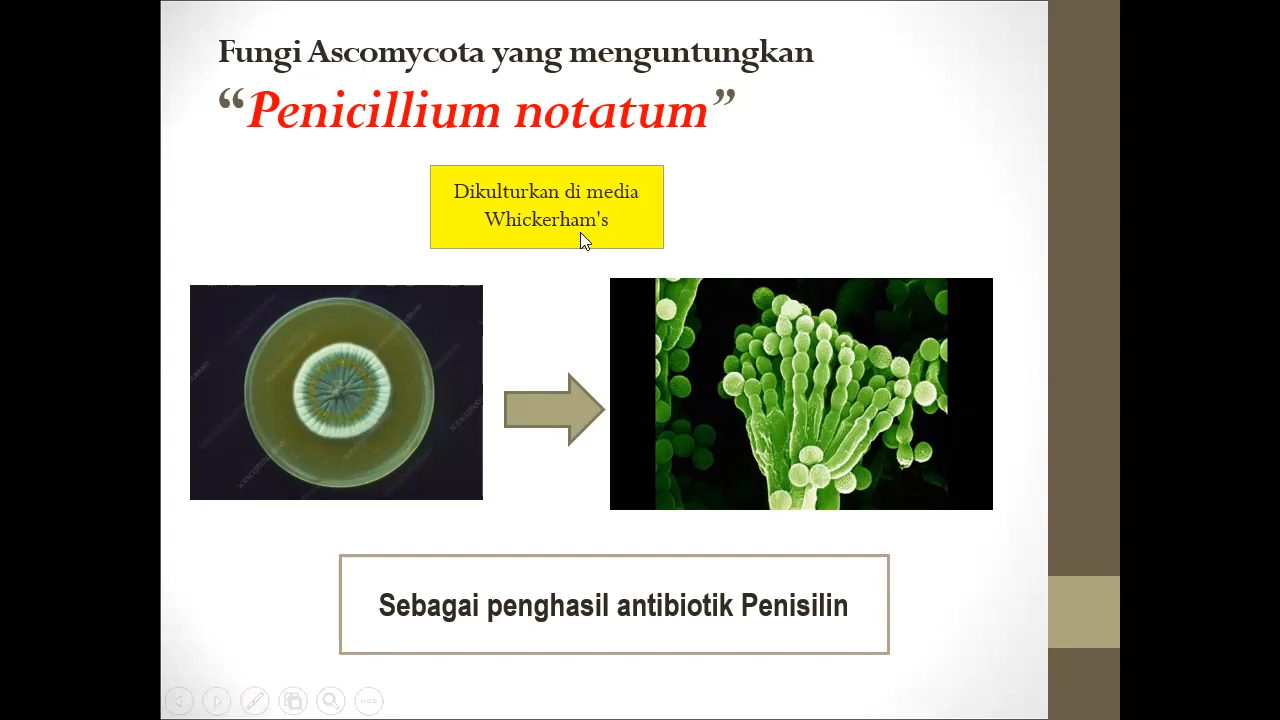 Fungi Ascomycota yang menguntungkan
“Penicillium notatum”
Dikulturkan di media
Whickerham's
Sebagai penghasil antibiotik Penisilin